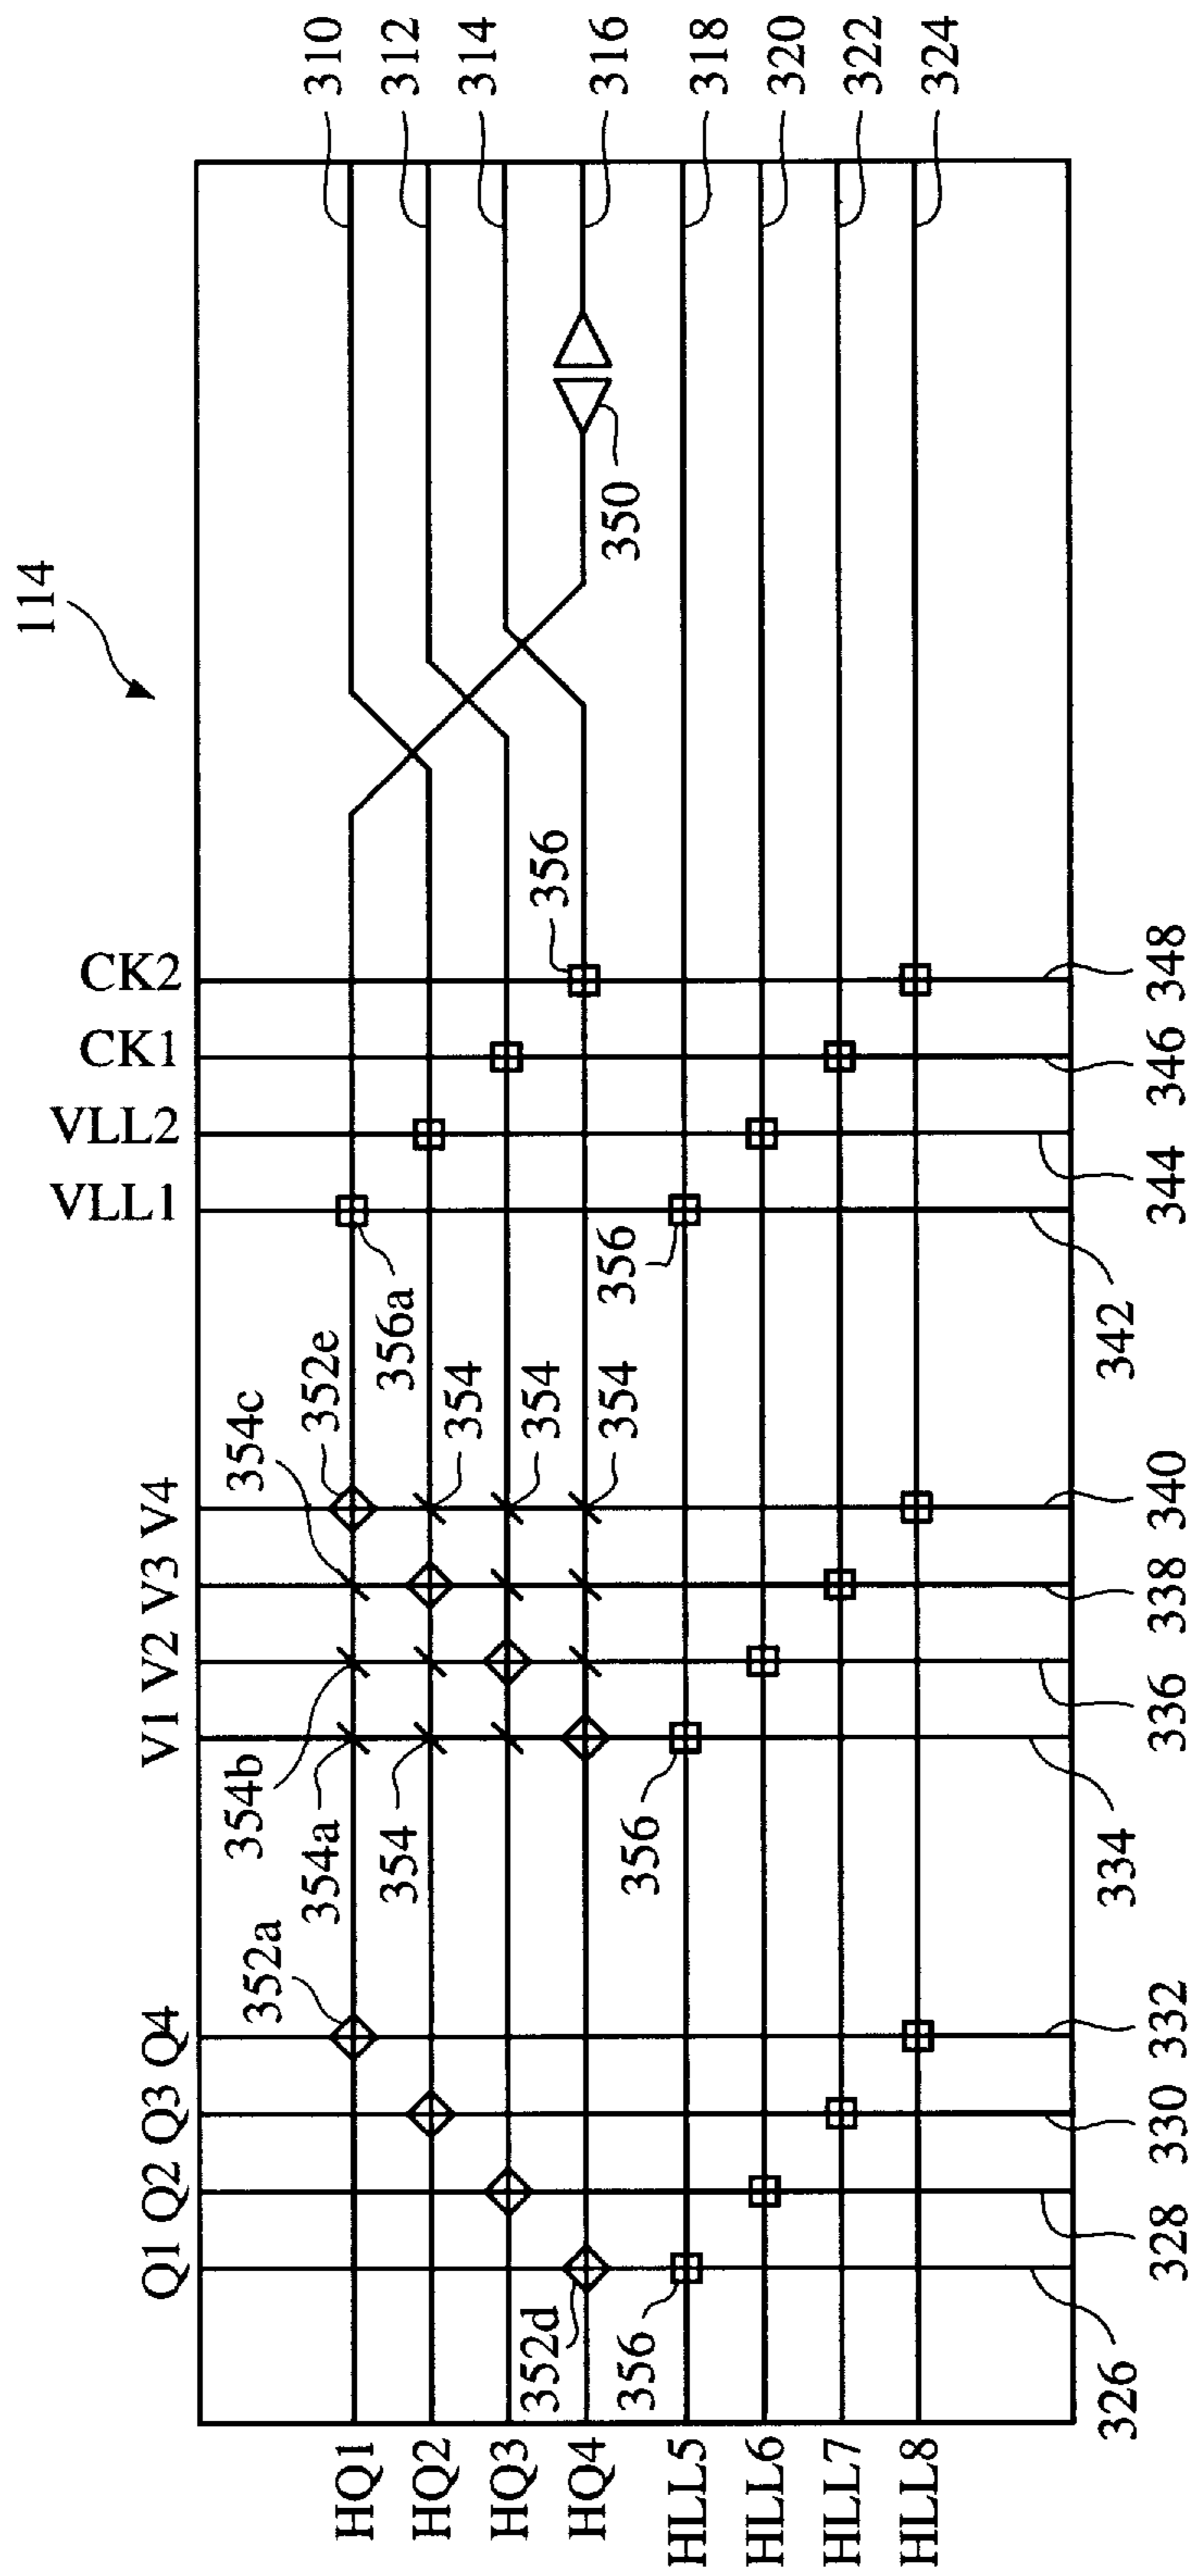 114
Q1 Q2 Q3 Q4 V1 V2 V3 V4 VLL1 VLL2 CK1 CK2
354b 354c
352a 354a 352e
HQ1 310
354 356a 354
HQ2 312
352d 354 356
HQ3 314
HQ4 316
356 356 354 356 350
HLL5 318
HLL6 320
HLL7 322
HLL8 324
326 334 342
328 330 332 336 338 340 344 346 348